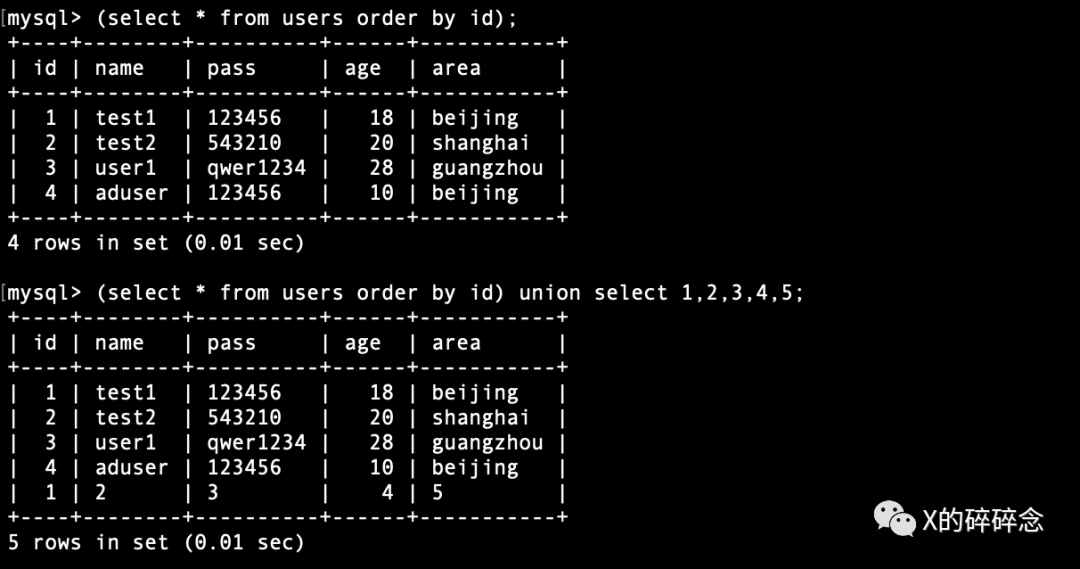 [mysql> (select * from users order by id);
+----+--------+----------+------+-----------+
| id | name   | pass     | age  | area      |
+----+--------+----------+------+-----------+
|  1 | test1  | 123456   |   18 | beijing   |
|  2 | test2  | 543210   |   20 | shanghai  |
|  3 | user1  | qwer1234 |   28 | guangzhou |
|  4 | aduser | 123456   |   10 | beijing   |
+----+--------+----------+------+-----------+
4 rows in set (0.01 sec)
[mysql> (select * from users order by id) union select 1,2,3,4,5;
+----+--------+----------+------+-----------+
| id | name   | pass     | age  | area      |
+----+--------+----------+------+-----------+
|  1 | test1  | 123456   |   18 | beijing   |
|  2 | test2  | 543210   |   20 | shanghai  |
|  3 | user1  | qwer1234 |   28 | guangzhou |
|  4 | aduser | 123456   |   10 | beijing   |
|  1 | 2      | 3        |    4 | 5         |
+----+--------+----------+------+-----------+
5 rows in set (0.01 sec)
X的碎碎念